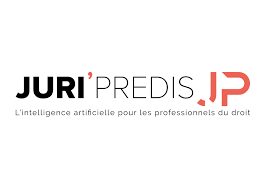 JURI'PREDIS JP
L'intelligence artificielle pour les professionnels du droit